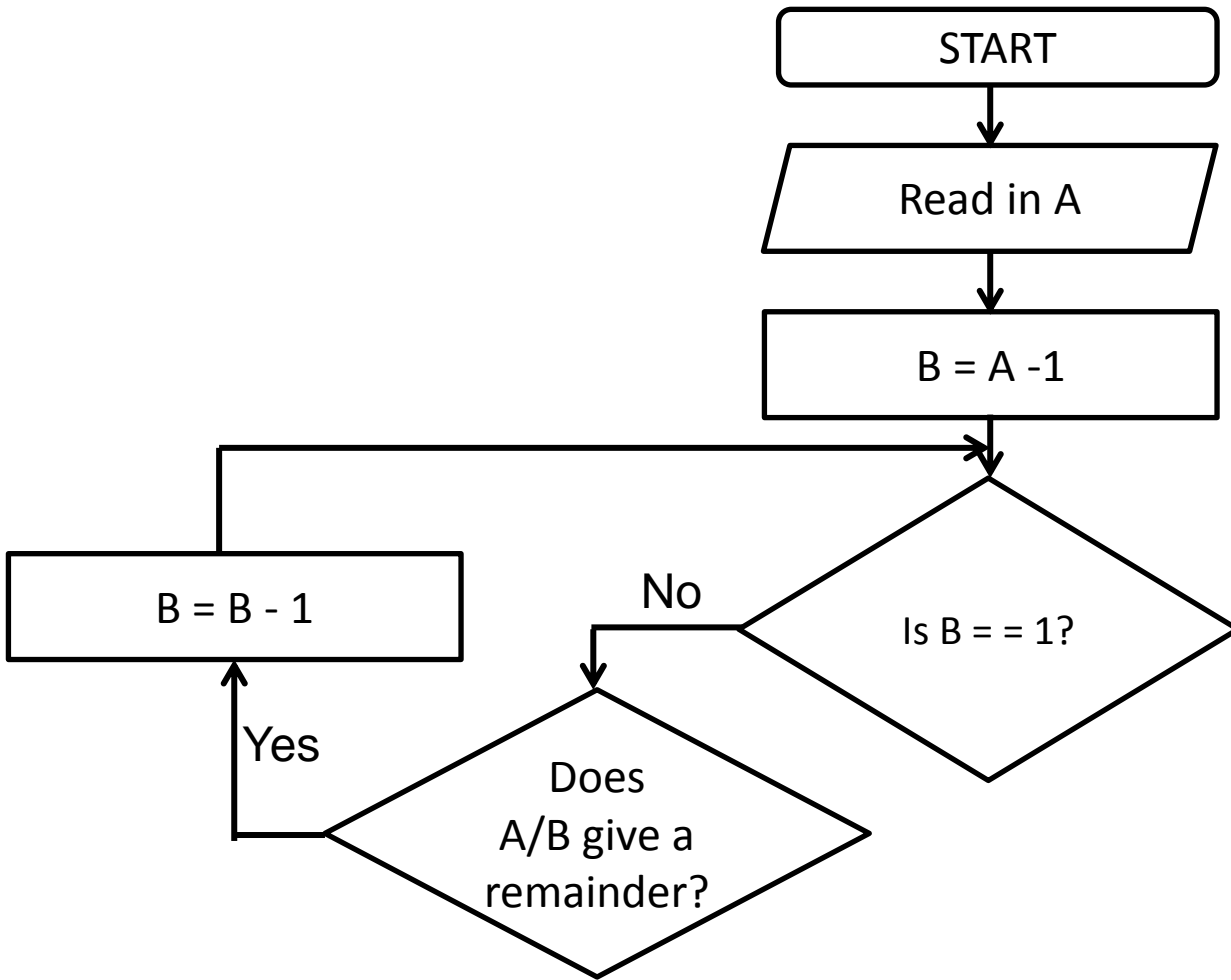 START
Read in A
B = A -1
Is B = = 1?
No
Does
A/B give a
remainder?
Yes
B = B - 1